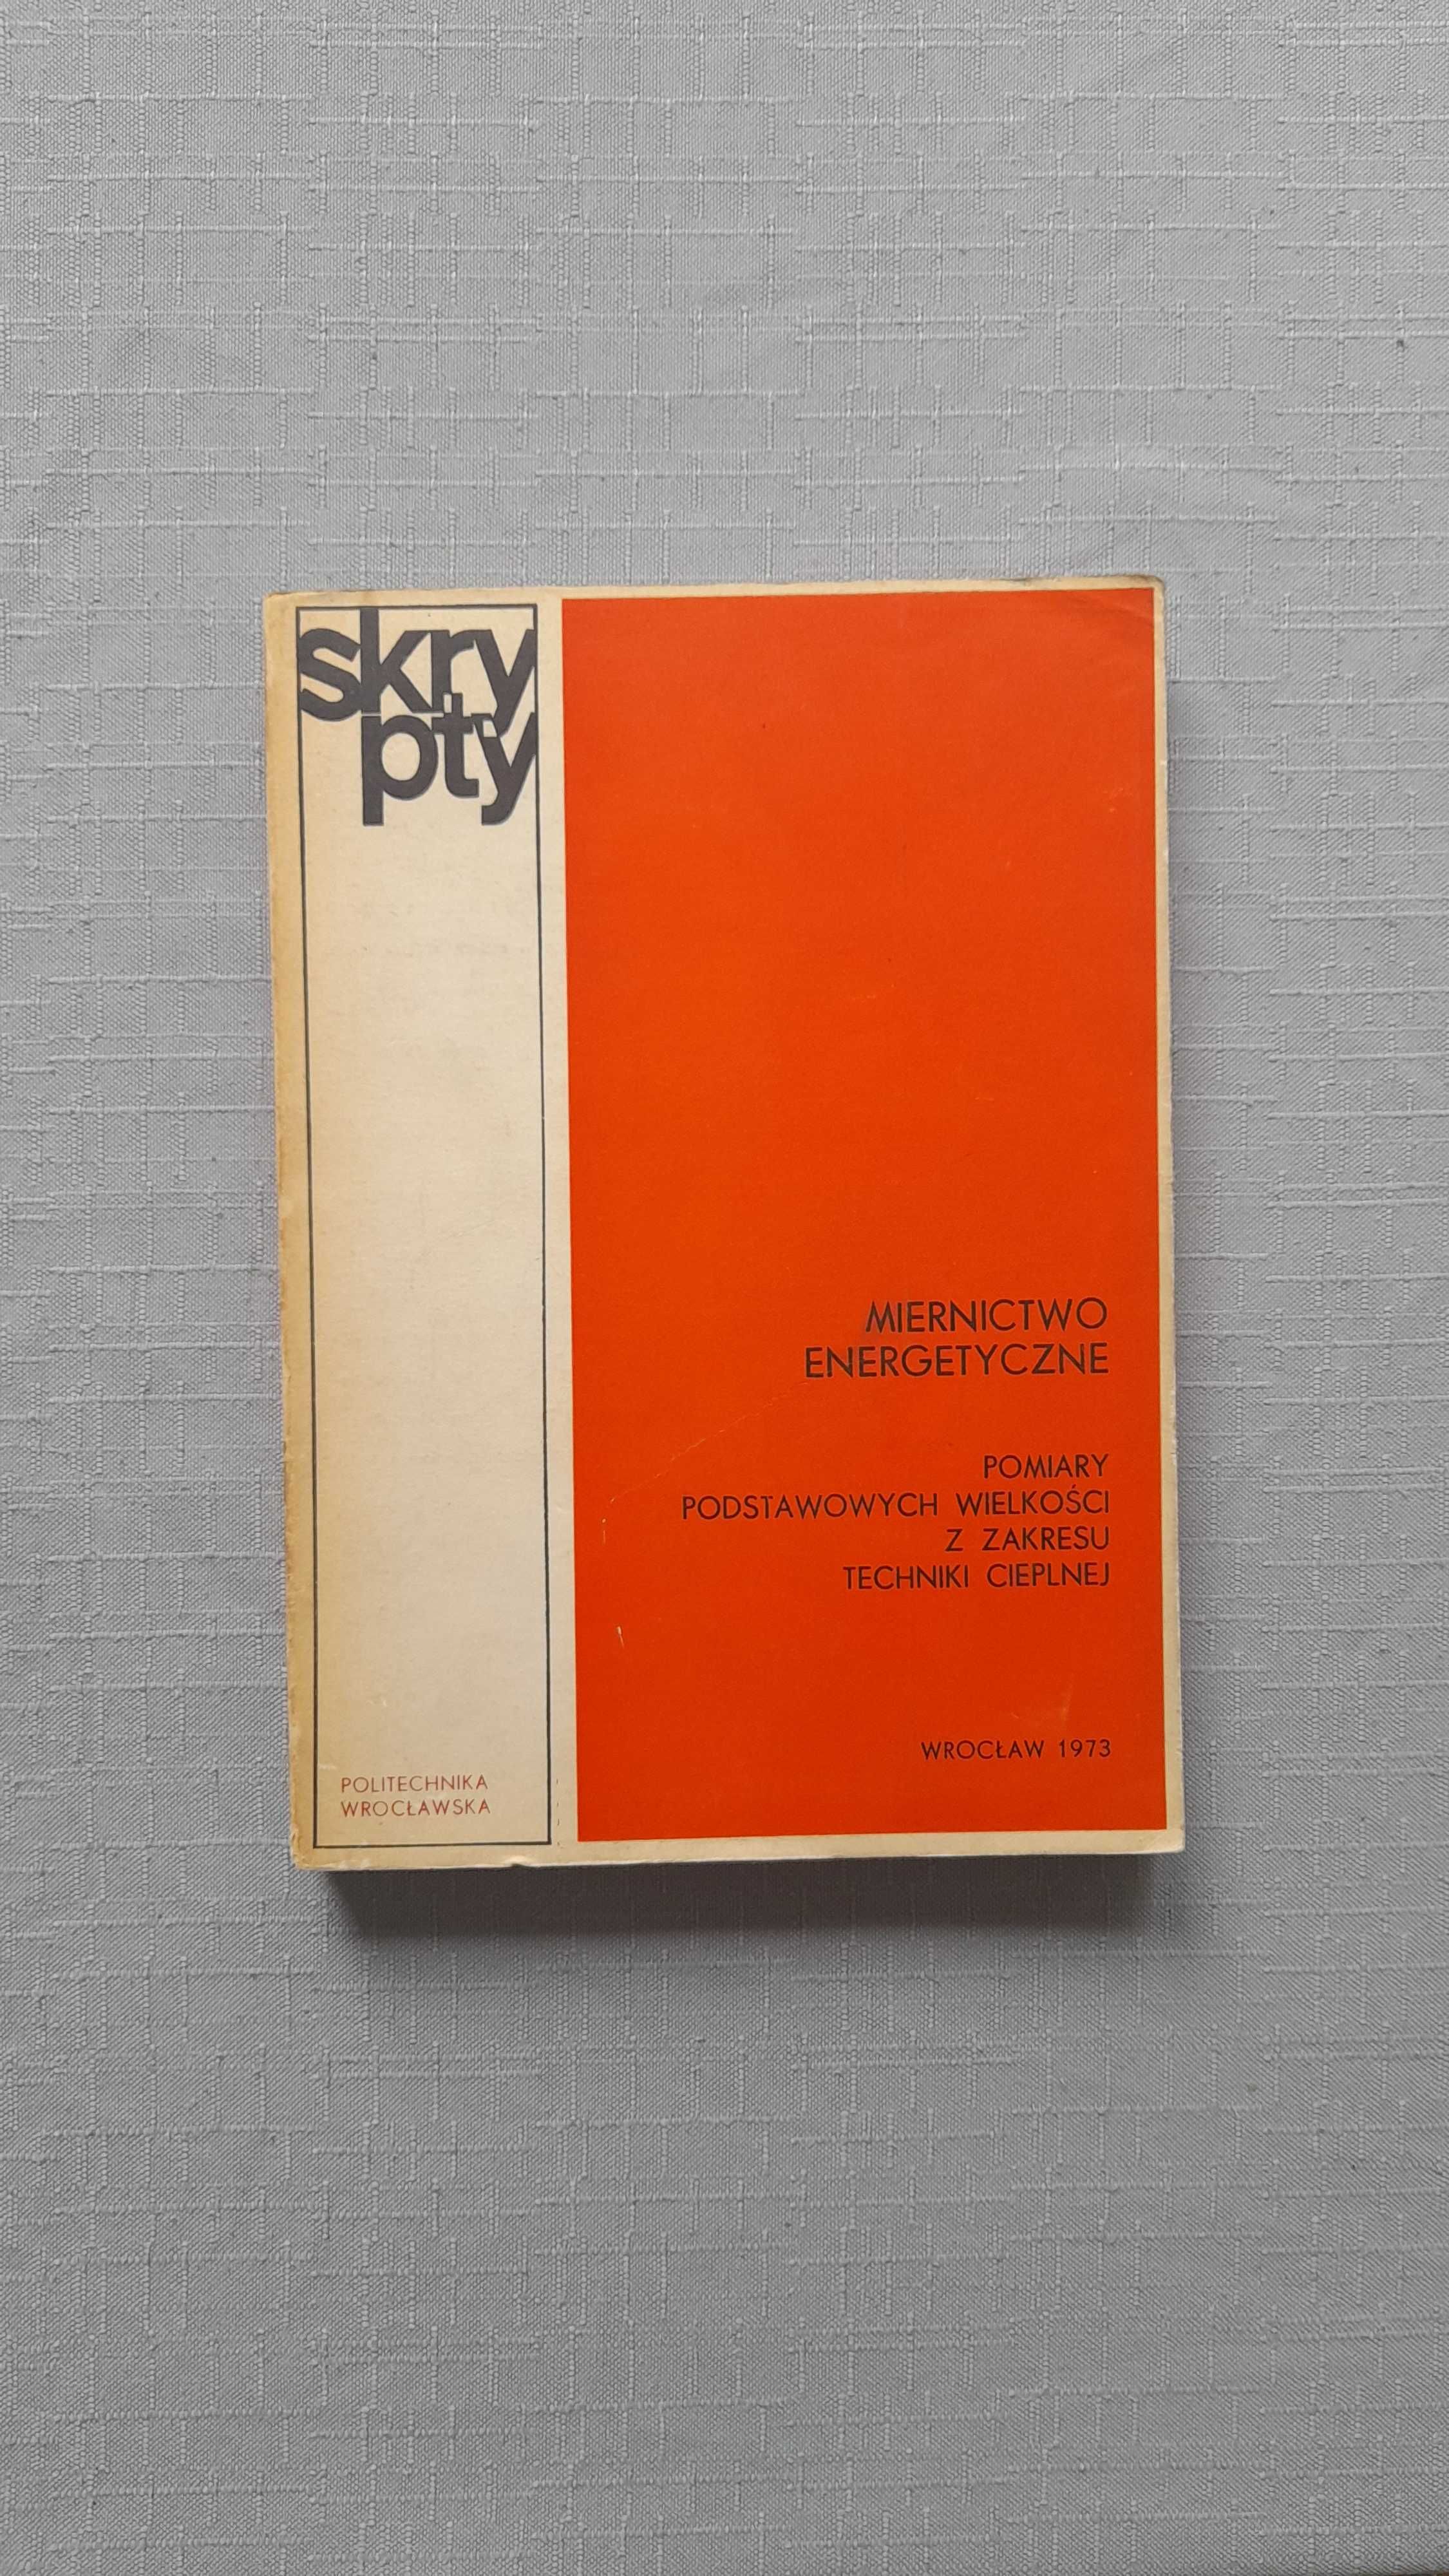 skry
pty
MIERNICTWO
ENERGETYCZNE
POMIARY
PODSTAWOWYCH WIELKOŚCI
Z ZAKRESU
TECHNIKI CIEPLNEJ
WROCŁAW 1973
POLITECHNIKA
WROCŁAWSKA